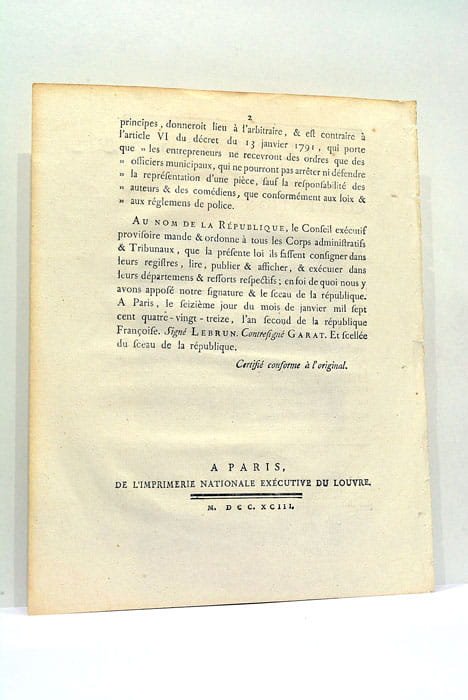 2
principes, donneroit lieu à l'arbitraire, & eſt contraire à
l'article VI du décret du 13 janvier 1791, qui porte
que » les entrepreneurs ne recevront des ordres que des
» officiers municipaux, qui ne pourront pas arrêter ni défendre
» la repréſentation d'une pièce, ſauf la reſponſabilité des
» auteurs & des comédiens, que conformément aux loix &
» aux réglemens de police.
AU NOM DE LA RÉPUBLIQUE, le Conſeil exécutif
proviſoire mande & ordonne à tous les Corps adminiſtratifs
& Tribunaux, que la préſente loi ils faſſent conſigner dans
leurs regiſtres, lire, publier & afficher, & exécuter dans
leurs départemens & reſſorts reſpectifs; en foi de quoi nous y
avons appoſé notre ſignature & le ſceau de la république.
A Paris, le ſeizième jour du mois de janvier mil ſept
cent quatre-vingt-treize, l'an ſecond de la république
Françoiſe. Signé LEBRUN. Contreſigné GARAT. Et ſcellée
du ſceau de la république.
Certifié conforme à l'original.
A PARIS,
DE L'IMPRIMERIE NATIONALE EXÉCUTIVE DU LOUVRE.
M. DCC. XCIII.